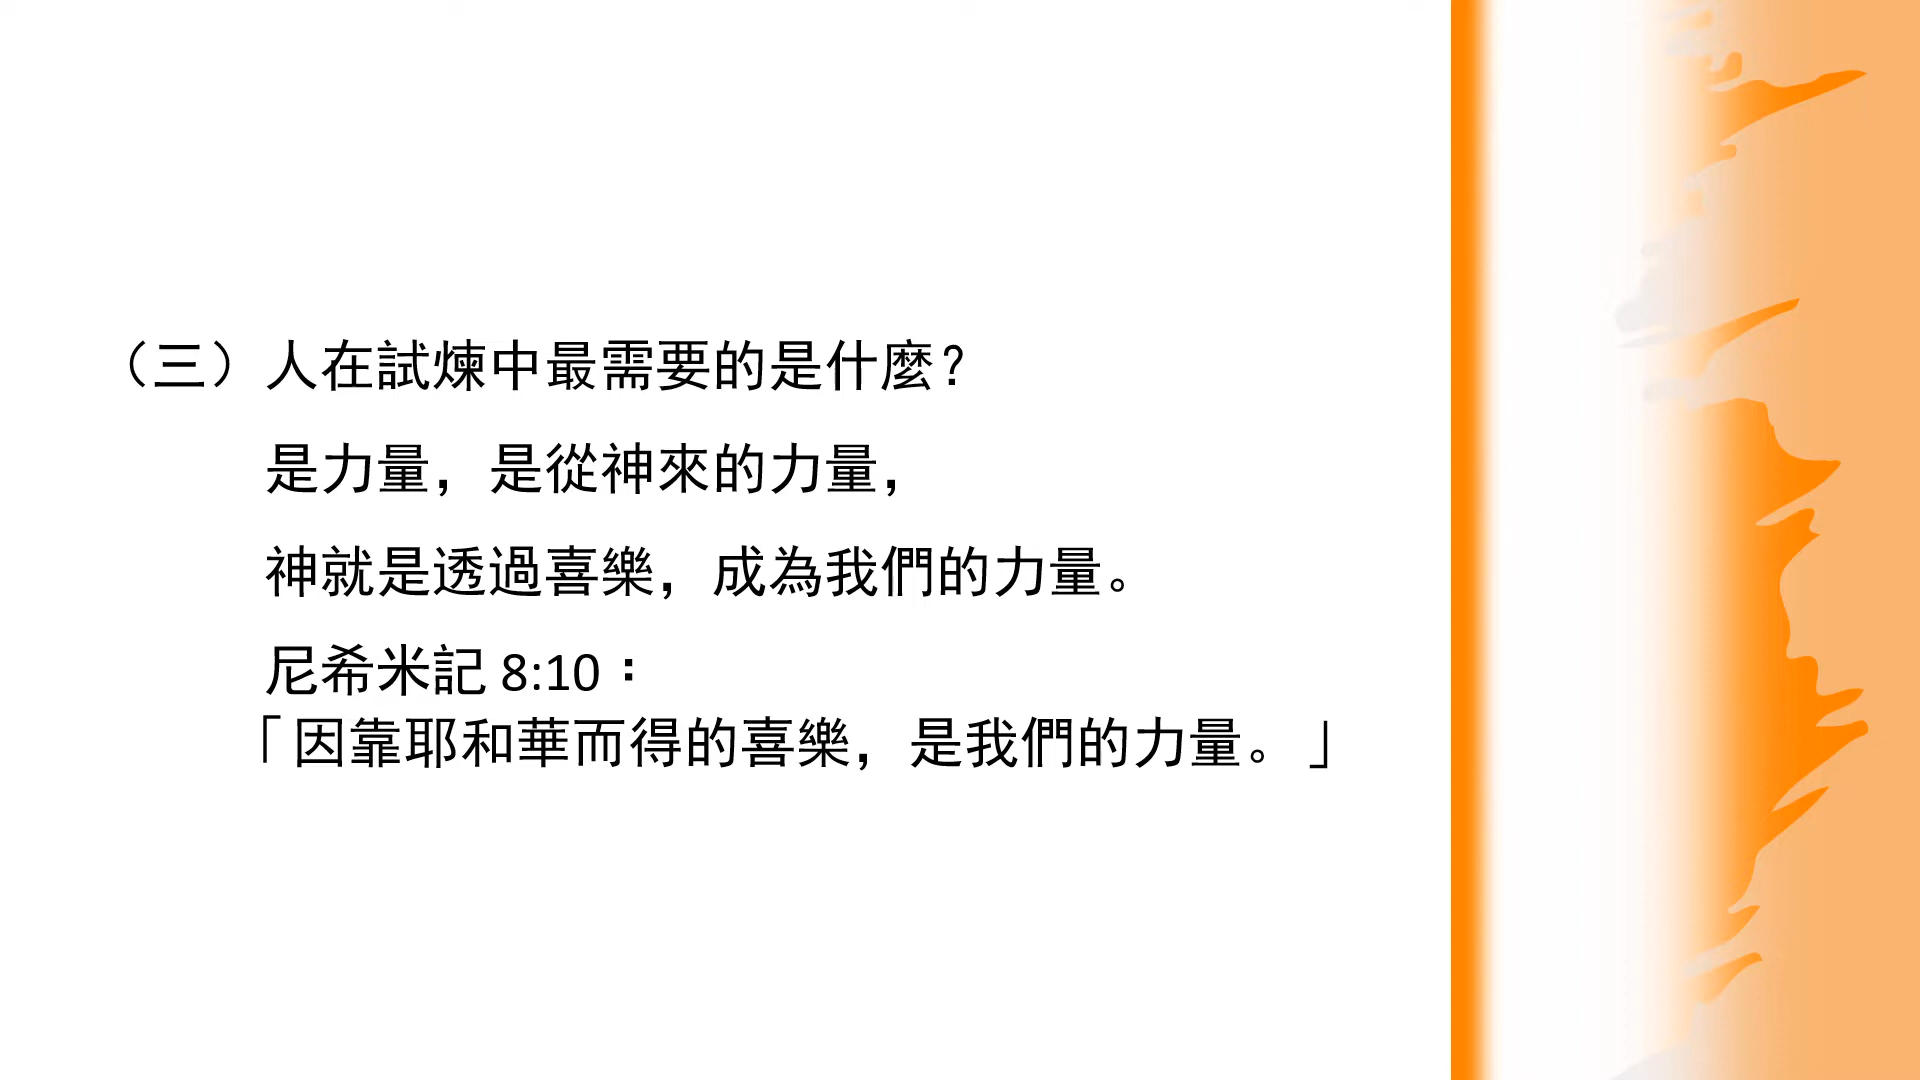 （三）人在試煉中最需要的是什麼？
是力量，是從神來的力量，
神就是透過喜樂，成為我們的力量。
尼希米記 8:10：
「因靠耶和華而得的喜樂，是我們的力量。」